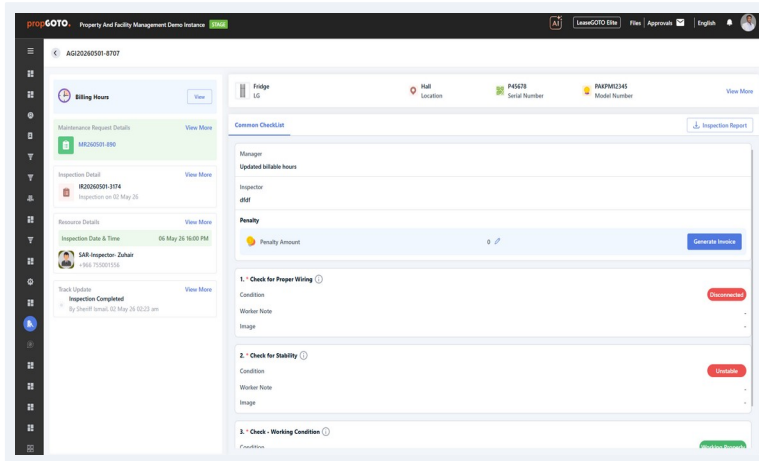 propGOTO. Property And Facility Management Demo Instance STAGE
AI LeaseGOTO Elite Files Approvals English
AGI20260501-8707
Billing Hours View
Maintenance Request Details View More
MR260501-890
Inspection Detail View More
IR20260501-3174
Inspection on 02 May 26
Resource Details View More
Inspection Date & Time 06 May 26 16:00 PM
SAR-Inspector- Zuhair
+966 755001556
Track Update View More
Inspection Completed
By Sheriff Ismail, 02 May 26 02:23 am
Fridge
LG
Hall
Location
P45678
Serial Number
PAKPM12345
Model Number
View More
Common CheckList
Inspection Report
Manager
Updated billable hours
Inspector
dfdf
Penalty
Penalty Amount 0 Generate Invoice
1. * Check for Proper Wiring
Condition Disconnected
Worker Note -
Image -
2. * Check for Stability
Condition Unstable
Worker Note -
Image -
3. * Check - Working Condition
Condition Working Properly